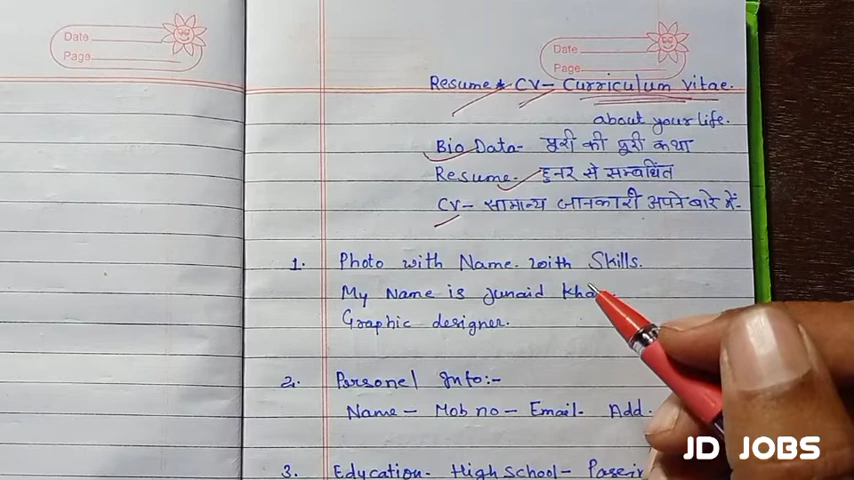 Date
Page
Date
Page
Resume * CV- Curriculum vitae.
about your life.
Bio Data- पूरी की पूरी कथा
Resume- हुनर से सम्बंधित
CV- सामान्य जानकारी अपने बारे में-
1. Photo with Name. with Skills.
My Name is Junaid
Graphic designer.
2. Personel Info:-
Name- Mob no- Email- Add.
3. Education- High School-
JD JOBS